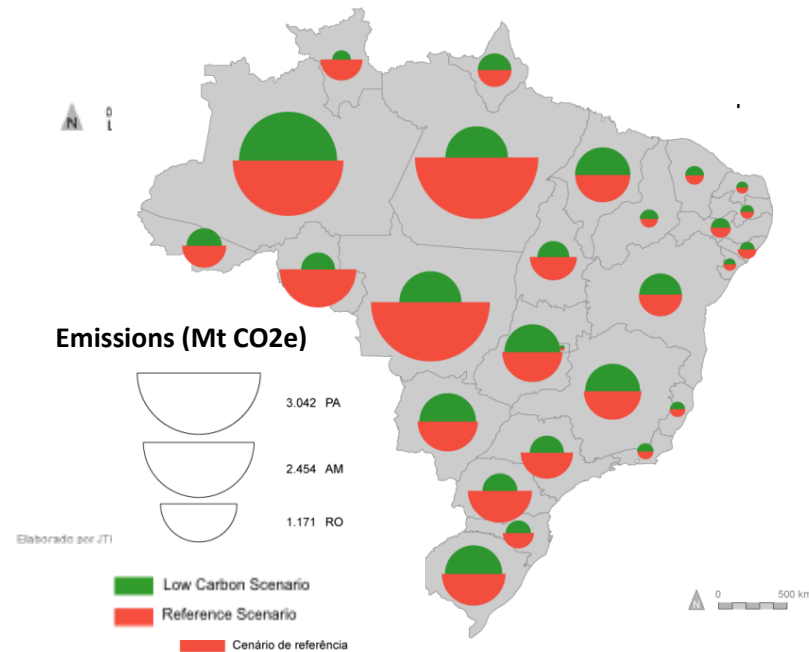 N
Emissions (Mt CO2e)
3.042 PA
2.454 AM
1.171 RO
Elaborado por
Low Carbon Scenario
Reference Scenario
Cenário de referência
N
0 500 km